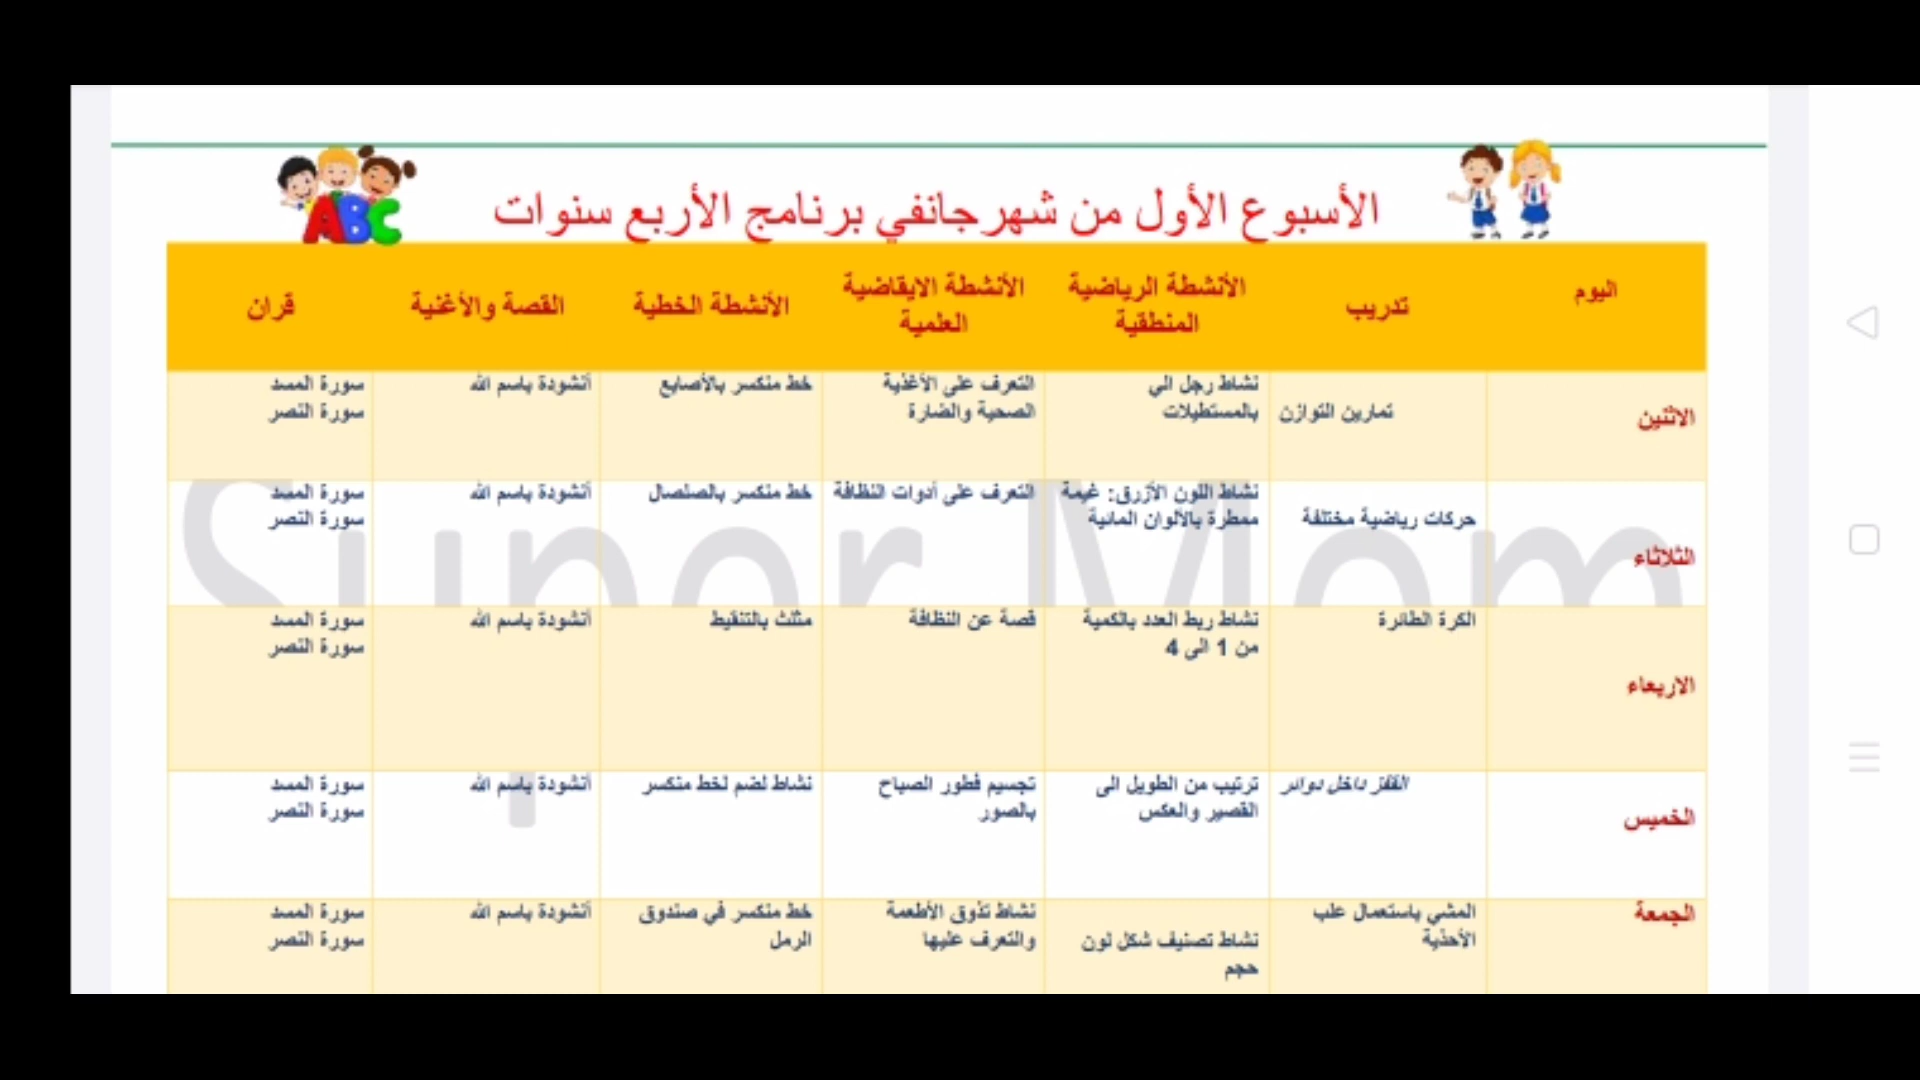 ABC
الأسبوع الأول من شهر جانفي برنامج الأربع سنوات
اليوم
تدريب
الأنشطة الرياضية
المنطقية
الأنشطة الايقاضية
العلمية
الأنشطة الخطية
القصة والأغنية
قران
الاثنين
تمارين التوازن
نشاط رجل الي
بالمستطيلات
التعرف على الأغذية
الصحية والضارة
خط منكسر بالأصابع
أنشودة باسم الله
سورة المسد
سورة النصر
الثلاثاء
حركات رياضية مختلفة
نشاط اللون الأزرق: غيمة
ممطرة بالألوان المائية
التعرف على أدوات النظافة
خط منكسر بالصلصال
أنشودة باسم الله
سورة المسد
سورة النصر
الاربعاء
الكرة الطائرة
نشاط ربط العدد بالكمية
من 1 الى 4
قصة عن النظافة
مثلث بالتنقيط
أنشودة باسم الله
سورة المسد
سورة النصر
الخميس
القفز داخل دوائر
ترتيب من الطويل الى
القصير والعكس
تجسيم فطور الصباح
بالصور
نشاط لضم لخط منكسر
أنشودة باسم الله
سورة المسد
سورة النصر
الجمعة
المشي باستعمال علب
الأحذية
نشاط تصنيف شكل لون
حجم
نشاط تذوق الأطعمة
والتعرف عليها
خط منكسر في صندوق
الرمل
أنشودة باسم الله
سورة المسد
سورة النصر
Super Mom